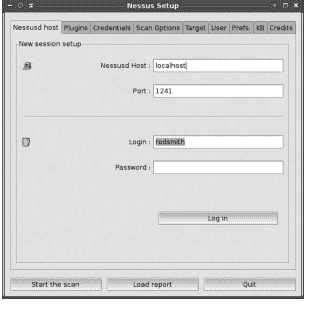 Nessus Setup
Nessusd host Plugins Credentials Scan Options Target User Prefs. KB Credits
New session setup
Nessusd Host : localhost
Port : 1241
Login : rodsmith
Password :
Log in
Start the scan Load report Quit